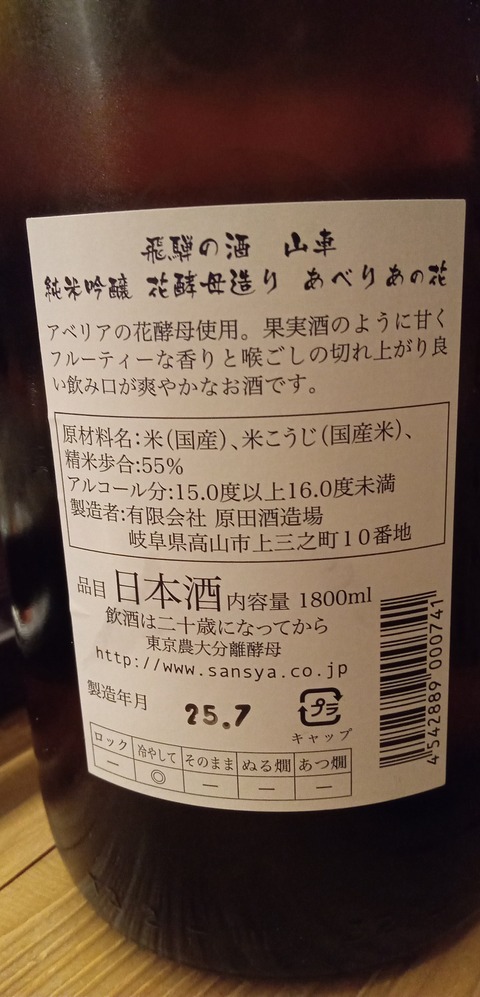 飛騨の酒 山車
純米吟醸 花酵母造り あべりあの花
アベリアの花酵母使用。果実酒のように甘く
フルーティーな香りと喉ごしの切れ上がり良
い飲み口が爽やかなお酒です。
原材料名:米(国産)、米こうじ(国産米)、
精米歩合:55%
アルコール分:15.0度以上16.0度未満
製造者:有限会社 原田酒造場
岐阜県高山市上三之町10番地
品目 日本酒 内容量 1800ml
飲酒は二十歳になってから
東京農大分離酵母
http://www.sansya.co.jp
製造年月 25.7
プラ
キャップ
ロック 冷やして そのまま ぬる燗 あつ燗
ー ◎ ー ー ー
4 542889 000741